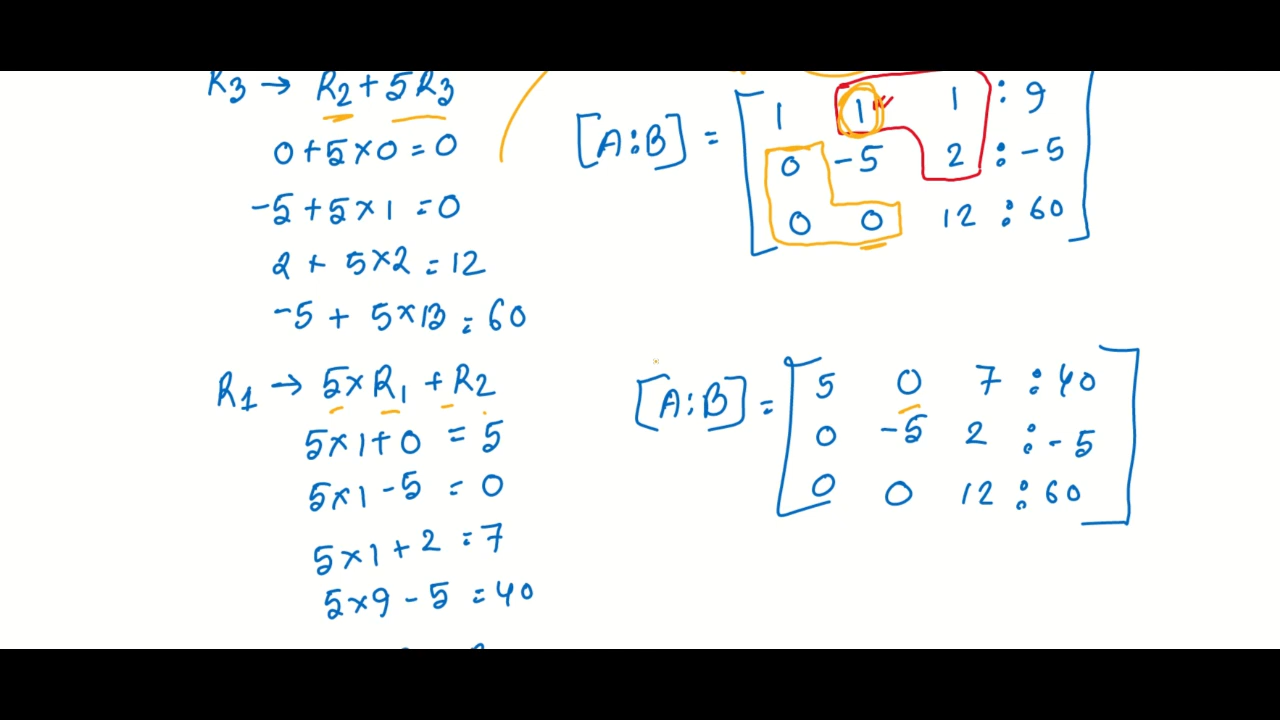 R3 → R2 + 5R3
0 + 5 × 0 = 0
-5 + 5 × 1 = 0
2 + 5 × 2 = 12
-5 + 5 × 13 = 60
R1 → 5 × R1 + R2
5 × 1 + 0 = 5
5 × 1 - 5 = 0
5 × 1 + 2 = 7
5 × 9 - 5 = 40
1 1 1 : 9
[A:B] = 0 -5 2 : -5
0 0 12 : 60
5 0 7 : 40
[A:B] = 0 -5 2 : -5
0 0 12 : 60